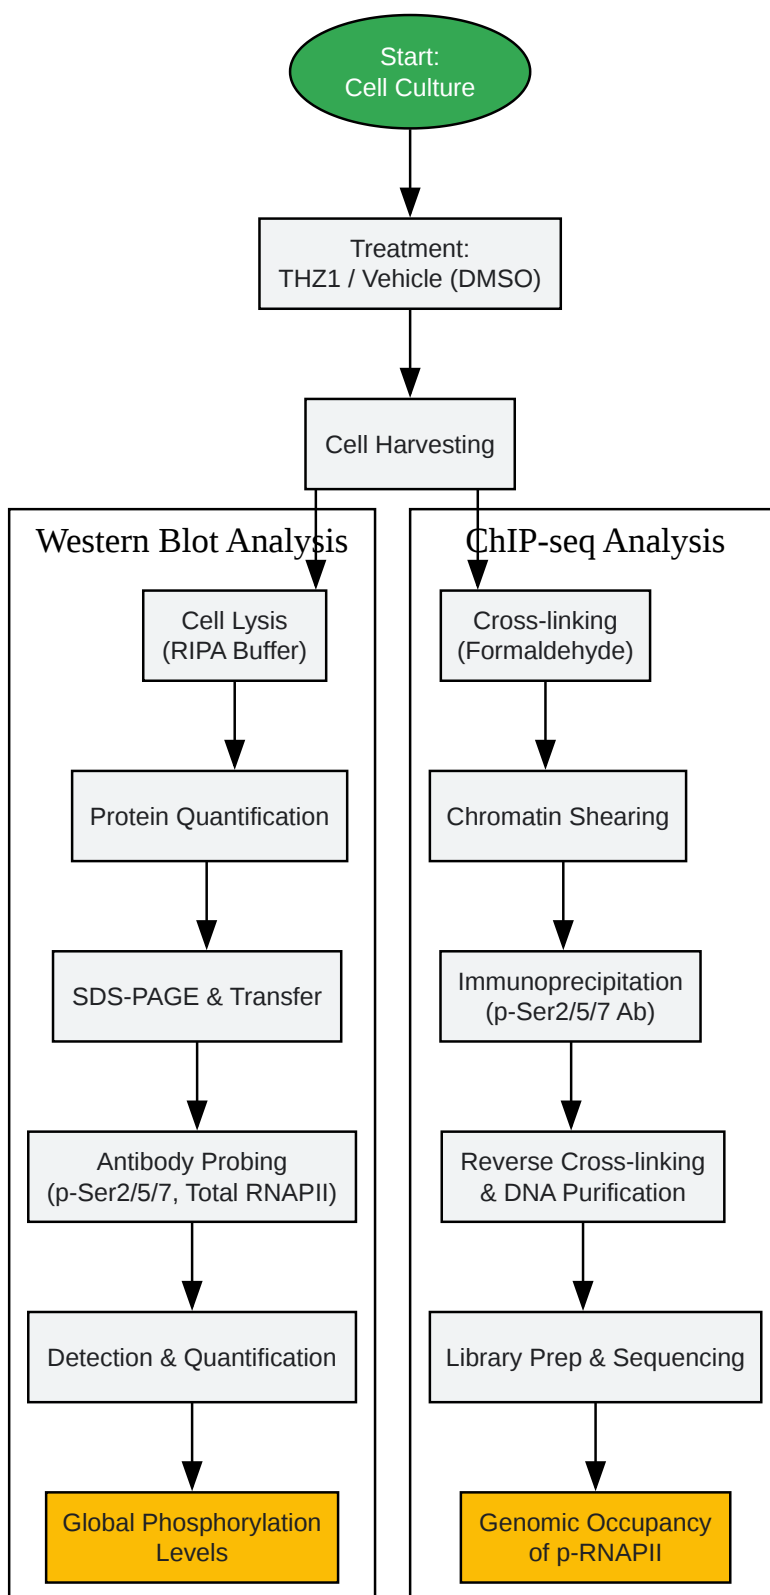 Start:
Cell Culture
Treatment:
THZ1 / Vehicle (DMSO)
Cell Harvesting
Western Blot Analysis
Cell Lysis
(RIPA Buffer)
Protein Quantification
SDS-PAGE & Transfer
Antibody Probing
(p-Ser2/5/7, Total RNAPII)
Detection & Quantification
Global Phosphorylation
Levels
ChIP-seq Analysis
Cross-linking
(Formaldehyde)
Chromatin Shearing
Immunoprecipitation
(p-Ser2/5/7 Ab)
Reverse Cross-linking
& DNA Purification
Library Prep & Sequencing
Genomic Occupancy
of p-RNAPII